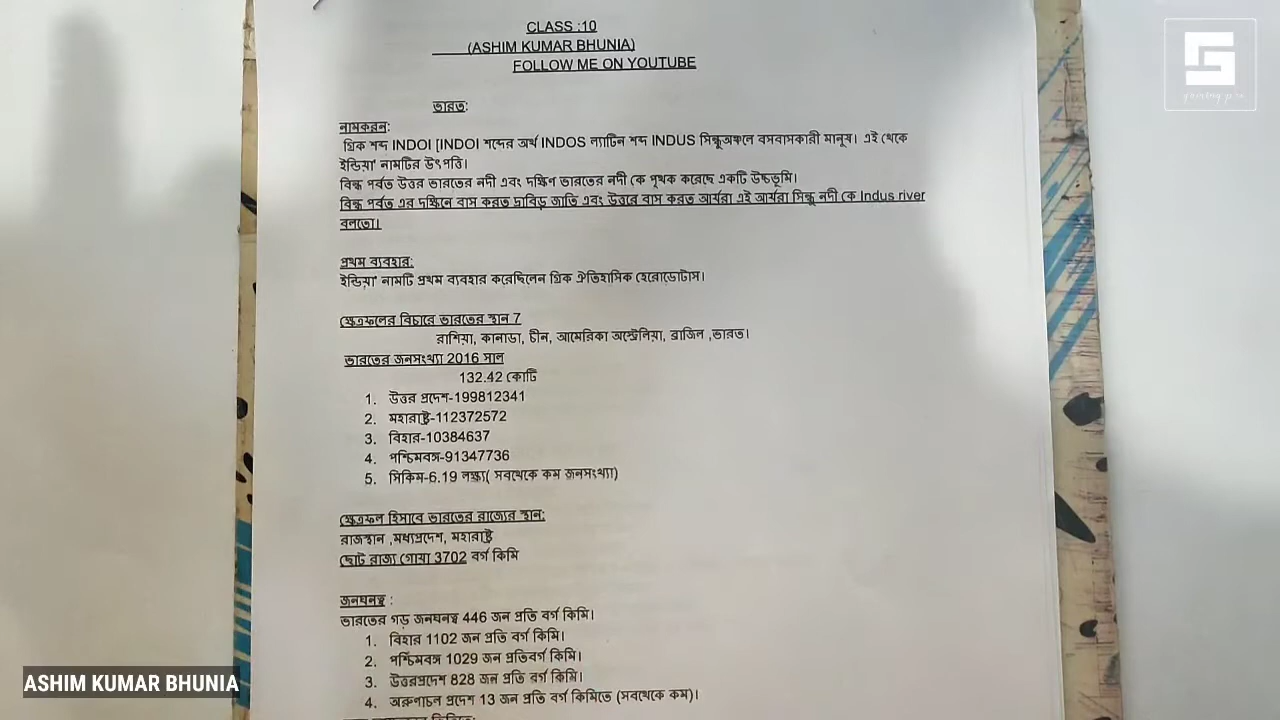 CLASS :10
(ASHIM KUMAR BHUNIA)
FOLLOW ME ON YOUTUBE
ভারত:
নামকরন:
গ্রিক শব্দ INDOI [INDOI শব্দের অর্থ INDOS ল্যাটিন শব্দ INDUS সিন্ধুঅঞ্চলে বসবাসকারী মানুষ। এই থেকে
ইন্ডিয়া' নামটির উৎপত্তি।
বিন্ধ পর্বত উত্তর ভারতের নদী এবং দক্ষিণ ভারতের নদী কে পৃথক করেছে একটি উচ্চভূমি।
বিন্ধ পর্বত এর দক্ষিনে বাস করত দ্রাবিড় জাতি এবং উত্তরে বাস করত আর্যরা এই আর্যরা সিন্ধু নদী কে Indus river
বলতো।
প্রথম ব্যবহার:
ইন্ডিয়া' নামটি প্রথম ব্যবহার করেছিলেন গ্রিক ঐতিহাসিক হেরোডোটাস।
ক্ষেত্রফলের বিচারে ভারতের স্থান 7
রাশিয়া, কানাডা, চীন, আমেরিকা অস্ট্রেলিয়া, ব্রাজিল ,ভারত।
ভারতের জনসংখ্যা 2016 সাল
132.42 কোটি
1. উত্তর প্রদেশ-199812341
2. মহারাষ্ট্র-112372572
3. বিহার-10384637
4. পশ্চিমবঙ্গ-91347736
5. সিকিম-6.19 লক্ষ্য( সবথেকে কম জনসংখ্যা)
ক্ষেত্রফল হিসাবে ভারতের রাজ্যের স্থান:
রাজস্থান ,মধ্যপ্রদেশ, মহারাষ্ট্র
ছোট রাজ্য গোয়া 3702 বর্গ কিমি
জনঘনত্ব :
ভারতের গড় জনঘনত্ব 446 জন প্রতি বর্গ কিমি।
1. বিহার 1102 জন প্রতি বর্গ কিমি।
2. পশ্চিমবঙ্গ 1029 জন প্রতিবর্গ কিমি।
3. উত্তরপ্রদেশ 828 জন প্রতি বর্গ কিমি।
4. অরুণাচল প্রদেশ 13 জন প্রতি বর্গ কিমিতে (সবথেকে কম)।
ASHIM KUMAR BHUNIA